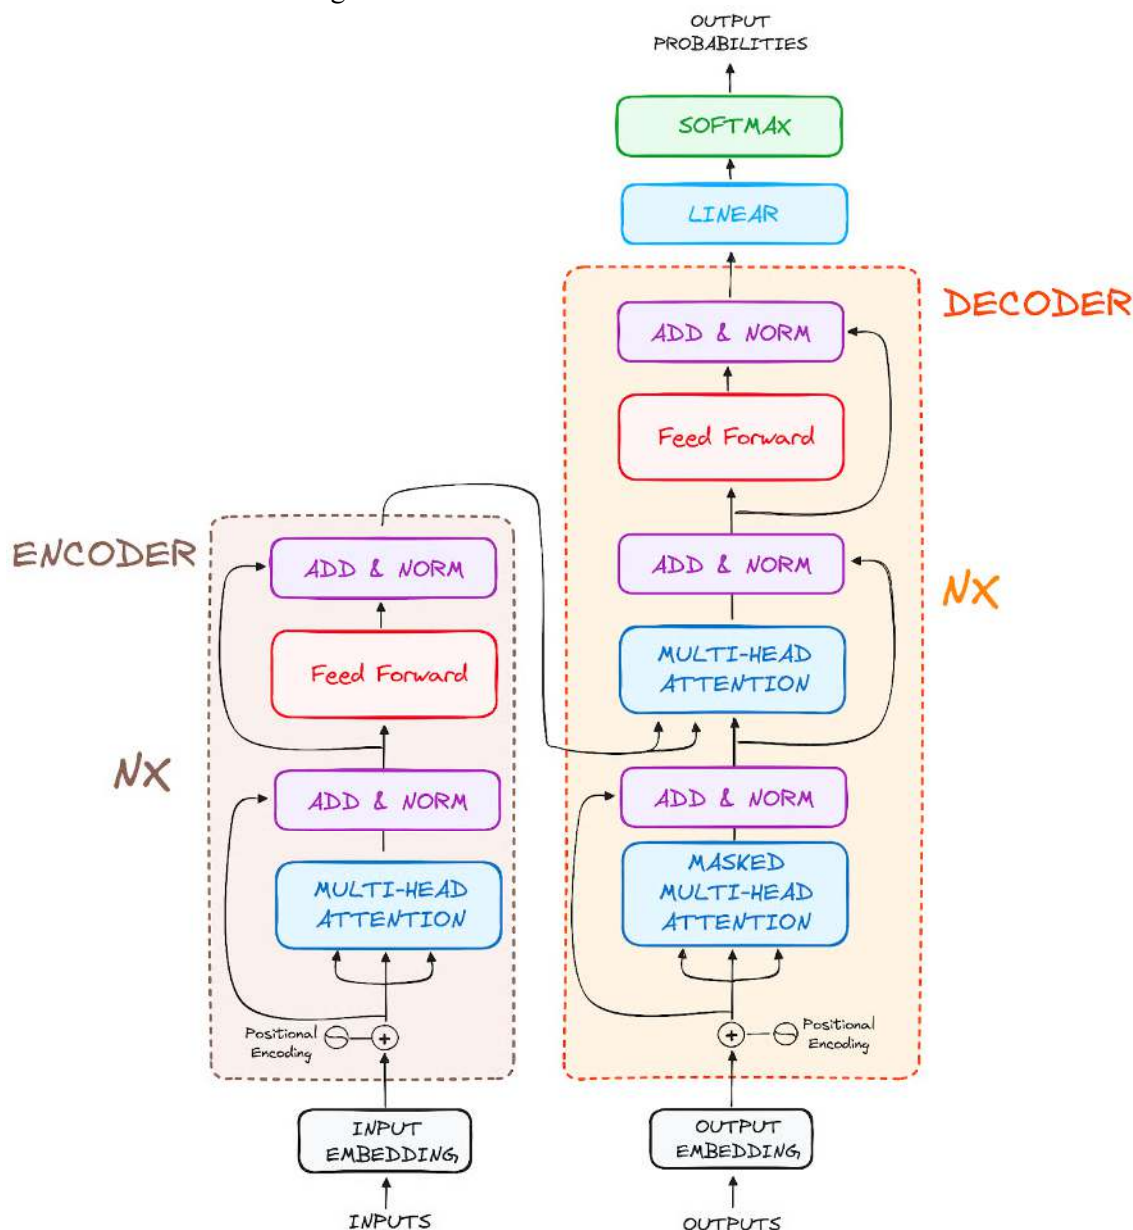 OUTPUT
PROBABILITIES
SOFTMAX
LINEAR
DECODER
ADD & NORM
Feed Forward
ADD & NORM
NX
MULTI-HEAD
ATTENTION
ADD & NORM
MASKED
MULTI-HEAD
ATTENTION
Positional
Encoding
OUTPUT
EMBEDDING
OUTPUTS
ENCODER
ADD & NORM
Feed Forward
NX
ADD & NORM
MULTI-HEAD
ATTENTION
Positional
Encoding
INPUT
EMBEDDING
INPUTS